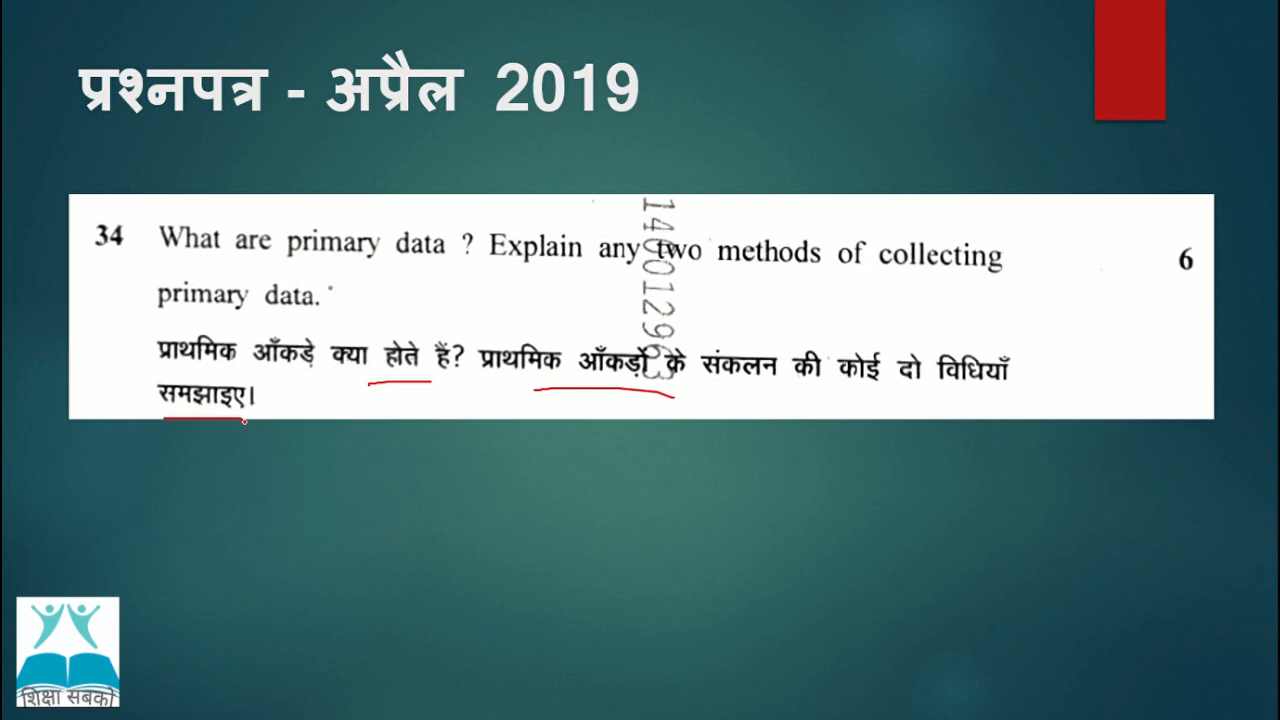 प्रश्नपत्र - अप्रैल 2019
34 What are primary data ? Explain any two methods of collecting 6
primary data.
प्राथमिक आँकड़े क्या होते हैं? प्राथमिक आँकड़ों के संकलन की कोई दो विधियाँ
समझाइए।
140012963
शिक्षा सबको